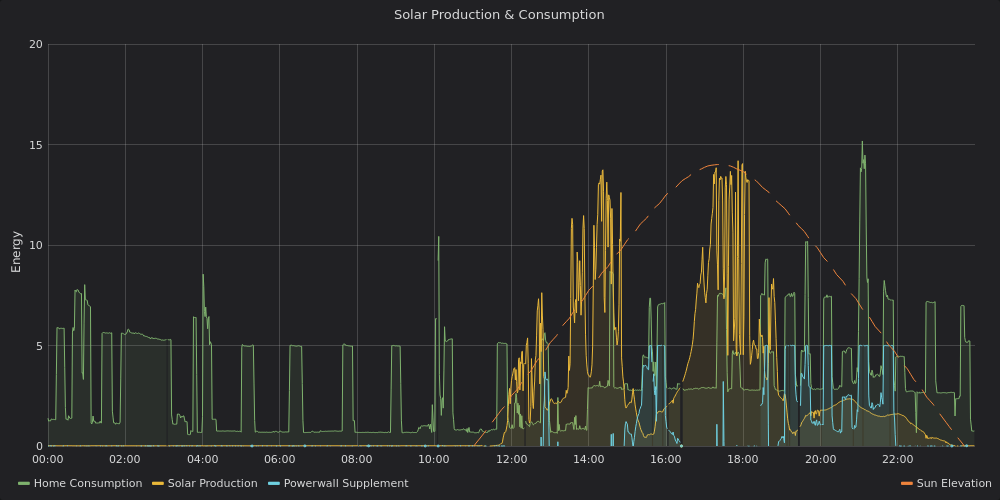 Solar Production & Consumption
20
15
10
5
0
Energy
00:00 02:00 04:00 06:00 08:00 10:00 12:00 14:00 16:00 18:00 20:00 22:00
Home Consumption Solar Production Powerwall Supplement Sun Elevation